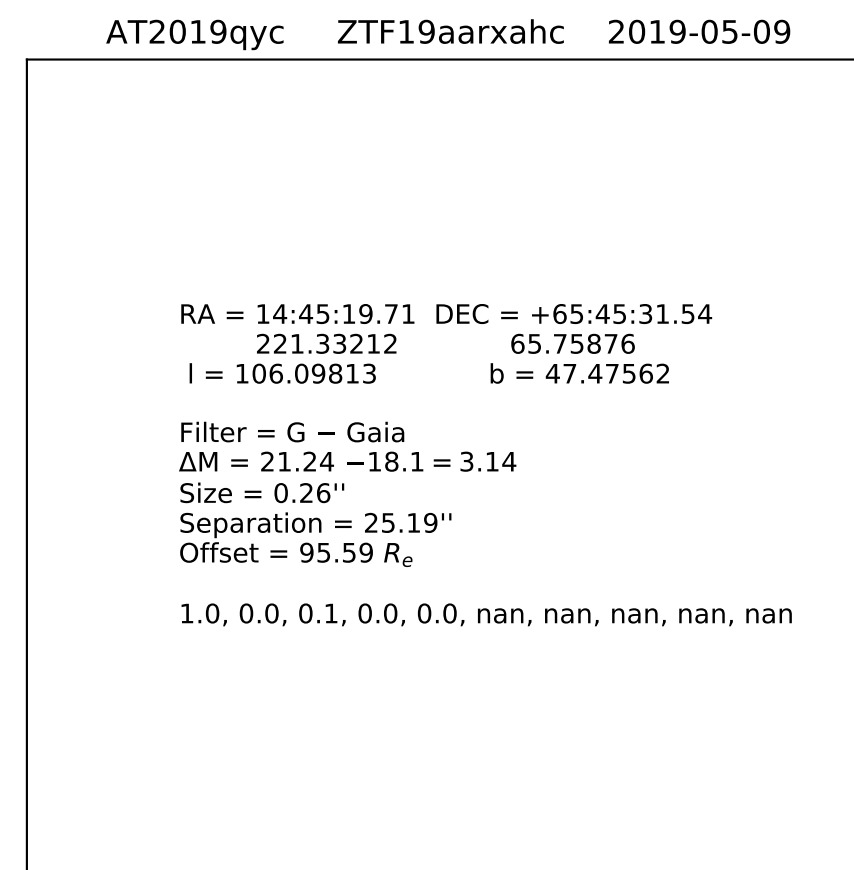 AT2019qyc ZTF19aarxahc 2019-05-09
RA = 14:45:19.71 DEC = +65:45:31.54
221.33212 65.75876
l = 106.09813 b = 47.47562
Filter = G − Gaia
ΔM = 21.24 −18.1 = 3.14
Size = 0.26''
Separation = 25.19''
Offset = 95.59 Rₑ
1.0, 0.0, 0.1, 0.0, 0.0, nan, nan, nan, nan, nan